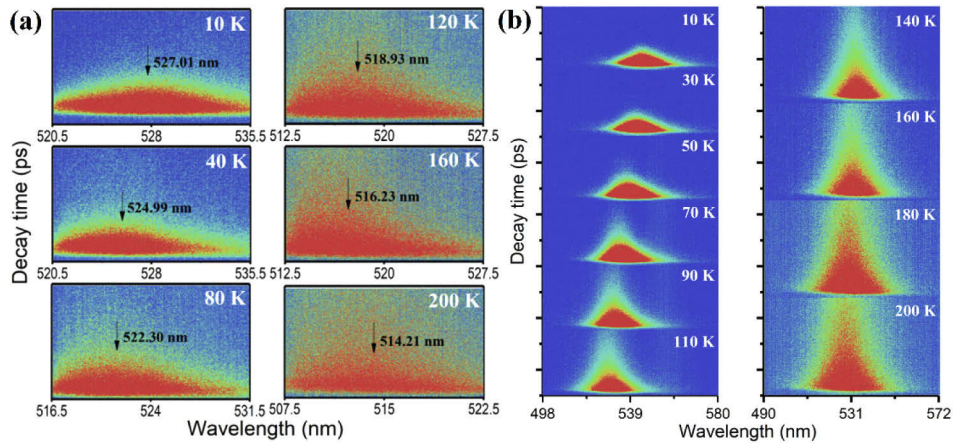 (a)
10 K
527.01 nm
520.5 528 535.5
40 K
524.99 nm
520.5 528 535.5
80 K
522.30 nm
516.5 524 531.5
120 K
518.93 nm
512.5 520 527.5
160 K
516.23 nm
512.5 520 527.5
200 K
514.21 nm
507.5 515 522.5
Decay time (ps)
Wavelength (nm)
(b)
10 K
30 K
50 K
70 K
90 K
110 K
498 539 580
140 K
160 K
180 K
200 K
490 531 572
Decay time (ps)
Wavelength (nm)